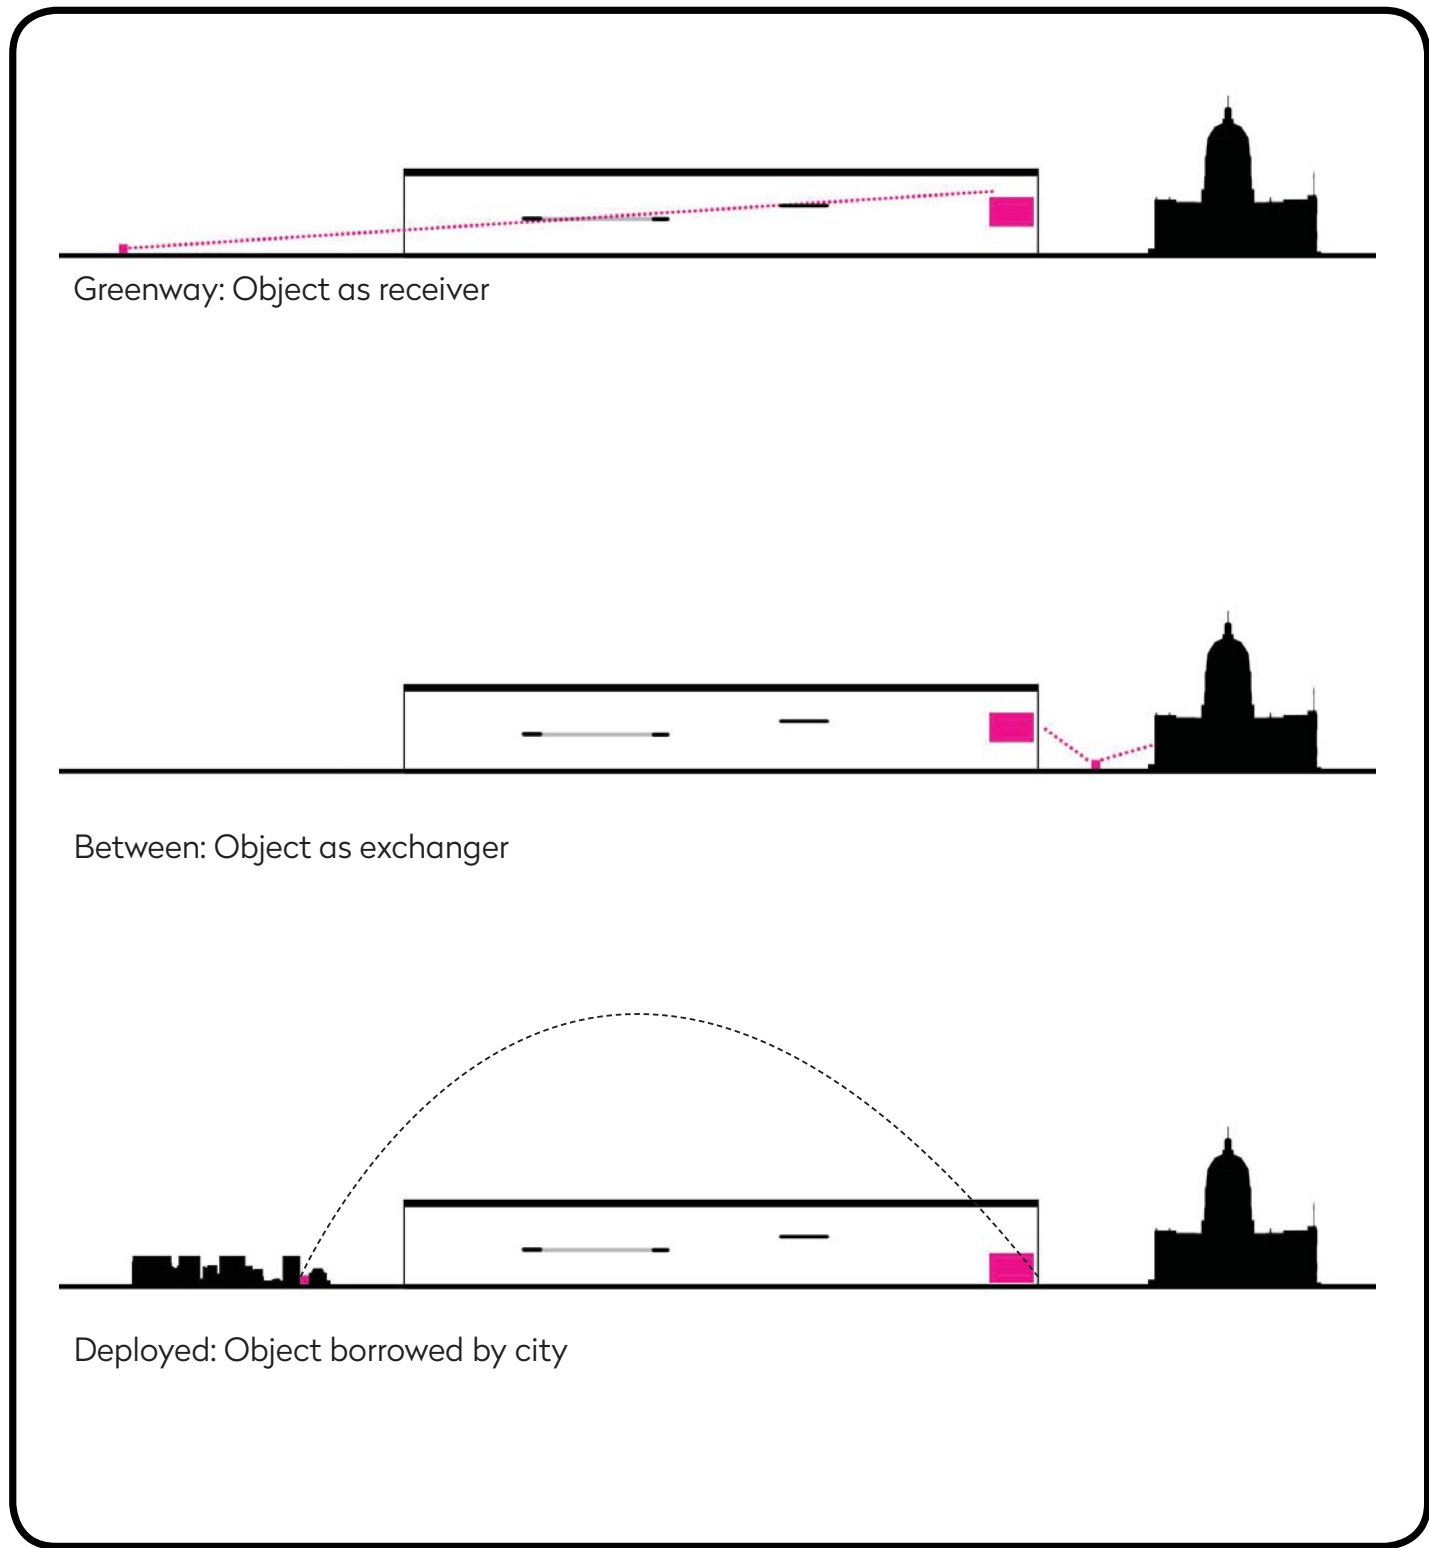 Greenway: Object as receiver
Between: Object as exchanger
Deployed: Object borrowed by city